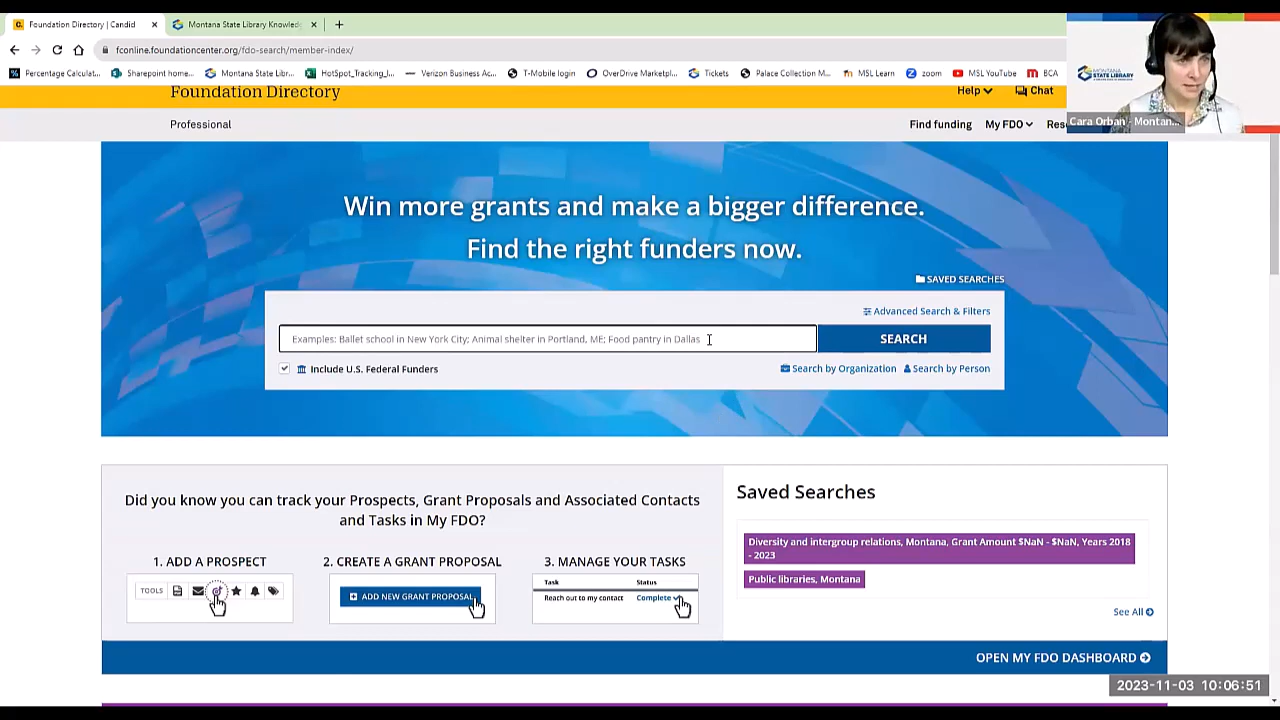 Foundation Directory | Candid
Montana State Library Knowled
fconline.foundationcenter.org/fdo-search/member-index/
Percentage Calculat... Sharepoint home... Montana State Libr... HotSpot_Tracking_I... Verizon Business Ac... T-Mobile login OverDrive Marketpl... Tickets Palace Collection M... MSL Learn zoom MSL YouTube BCA
MONTANA
STATE LIBRARY
Foundation Directory
Help Chat
Cara Orban - Montan...
Professional
Find funding My FDO Res
Win more grants and make a bigger difference.
Find the right funders now.
SAVED SEARCHES
Advanced Search & Filters
Examples: Ballet school in New York City; Animal shelter in Portland, ME; Food pantry in Dallas
SEARCH
Include U.S. Federal Funders
Search by Organization Search by Person
Did you know you can track your Prospects, Grant Proposals and Associated Contacts
and Tasks in My FDO?
1. ADD A PROSPECT
TOOLS
2. CREATE A GRANT PROPOSAL
ADD NEW GRANT PROPOSAL
3. MANAGE YOUR TASKS
Task Status
Reach out to my contact Complete
Saved Searches
Diversity and intergroup relations, Montana, Grant Amount $NaN - $NaN, Years 2018
- 2023
Public libraries, Montana
See All
OPEN MY FDO DASHBOARD
2023-11-03 10:06:51